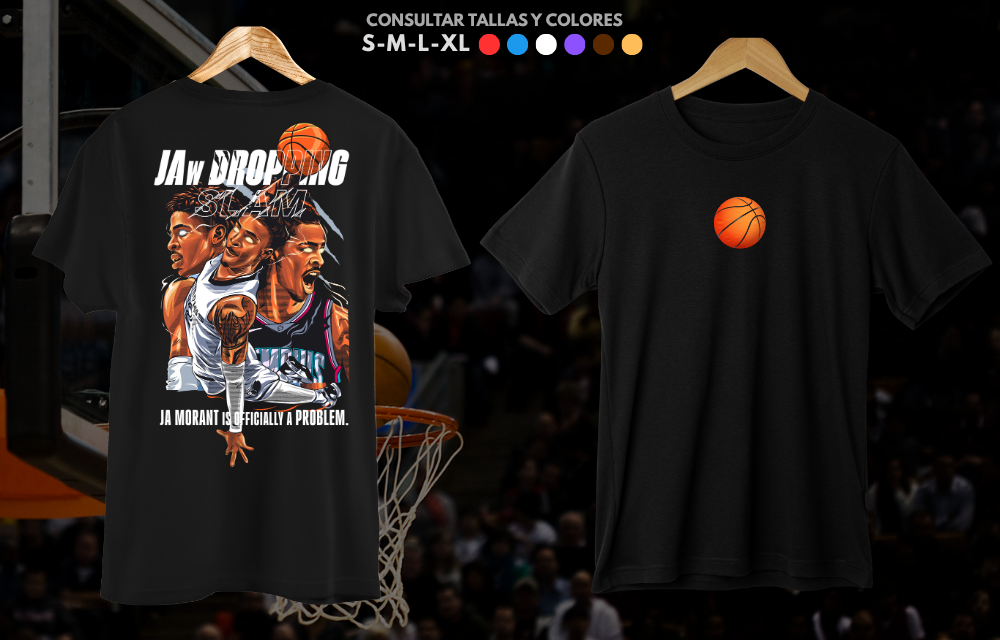 CONSULTAR TALLAS Y COLORES
S-M-L-XL
JAW DROPPING
SLAM
JA MORANT IS OFFICIALLY A PROBLEM.